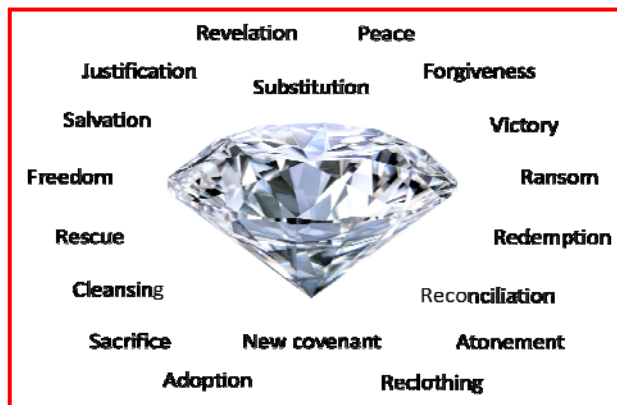 Revelation Peace
Justification Substitution Forgiveness
Salvation Victory
Freedom Ransom
Rescue Redemption
Cleansing Reconciliation
Sacrifice New covenant Atonement
Adoption Reclothing